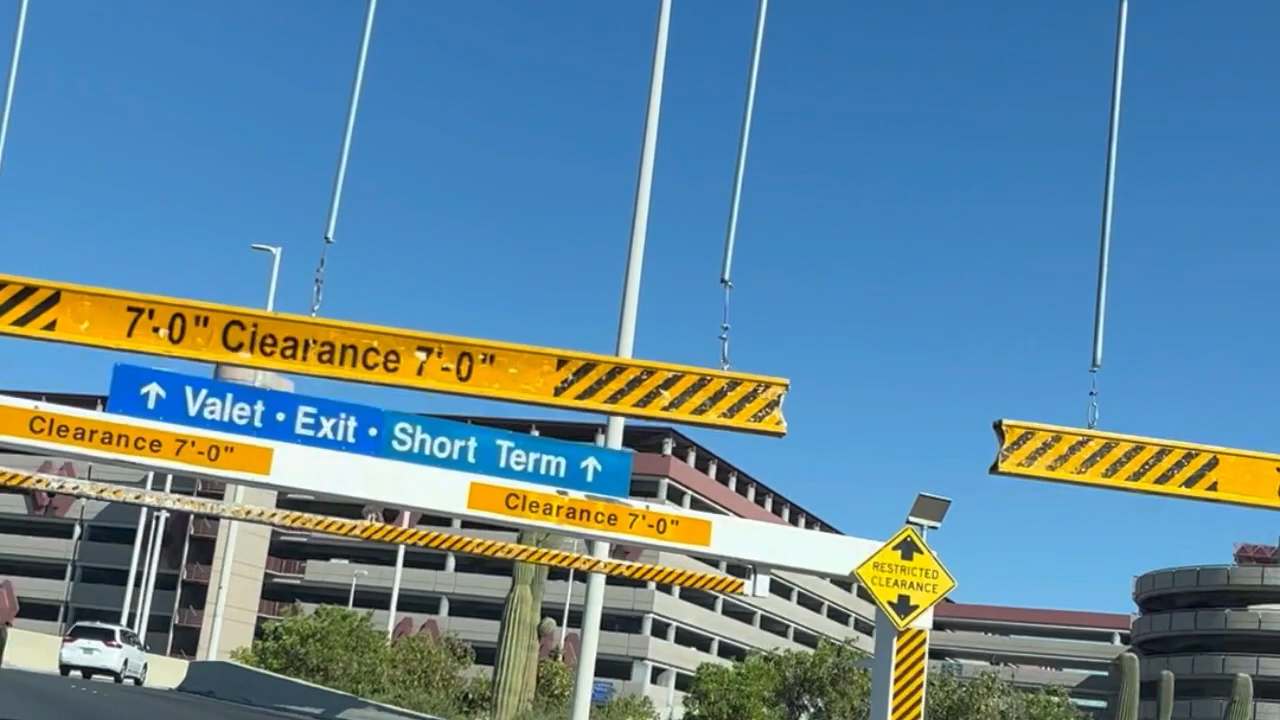 7'-0" Clearance 7'-0"
Valet • Exit •
Short Term
Clearance 7'-0"
Clearance 7'-0"
RESTRICTED
CLEARANCE